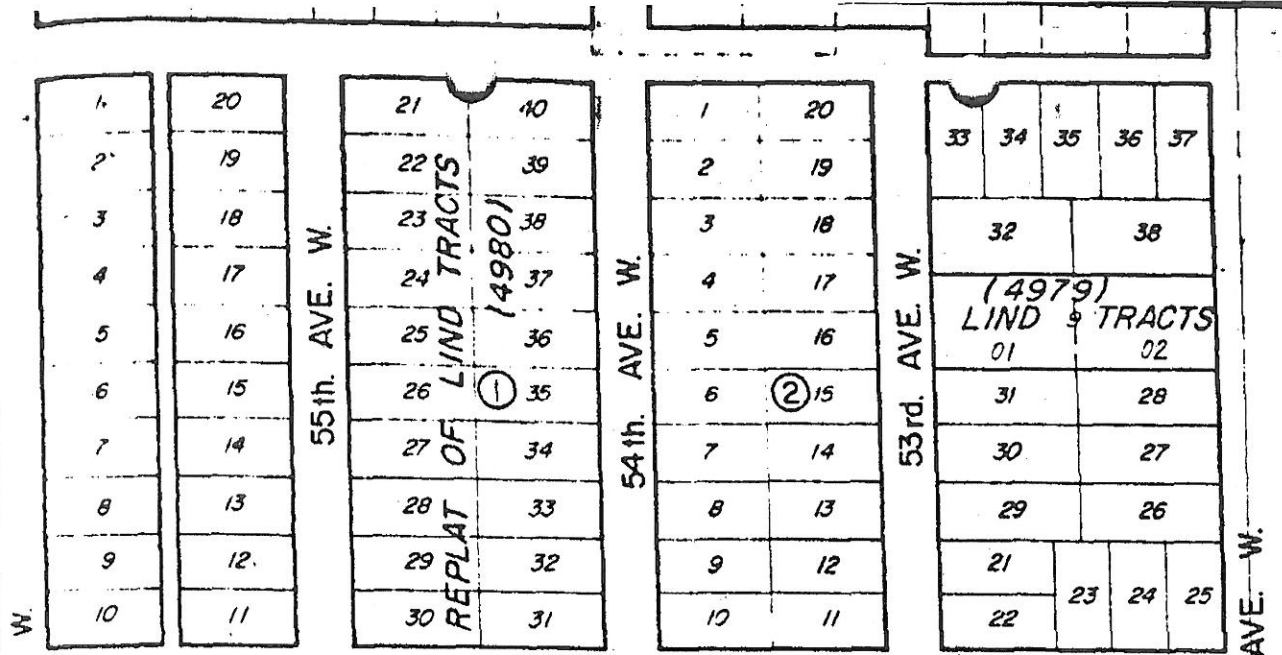 1 20 21 40 1 20 33 34 35 36 37
2 19 22 39 2 19
3 18 23 38 3 18 32 38
4 17 24 37 4 17
5 16 25 36 5 16
6 15 26 35 6 15 31 28
7 14 27 34 7 14 30 27
8 13 28 33 8 13 29 26
9 12 29 32 9 12 21 23 24 25
10 11 30 31 10 11 22
REPLAT OF LIND TRACTS
(4980)
1
2
(4979)
LIND 9 TRACTS
01 02
W.
55th. AVE. W.
54th. AVE. W.
53rd. AVE. W.
AVE. W.